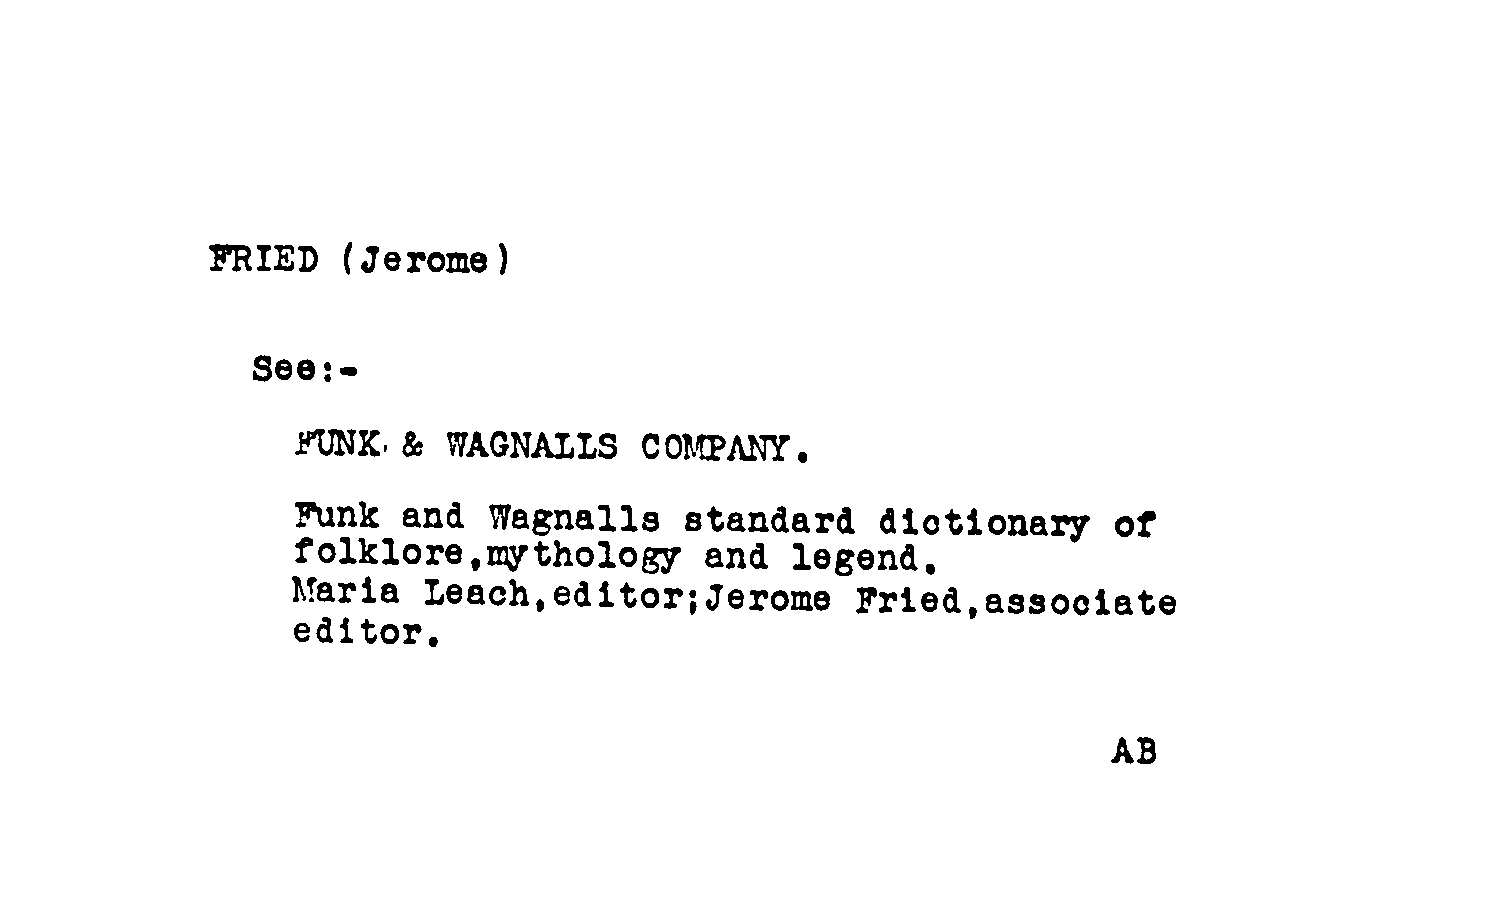 FRIED (Jerome)
See:-
FUNK & WAGNALLS COMPANY.
Funk and Wagnalls standard dictionary of
folklore,mythology and legend.
Maria Leach,editor;Jerome Fried,associate
editor.
AB